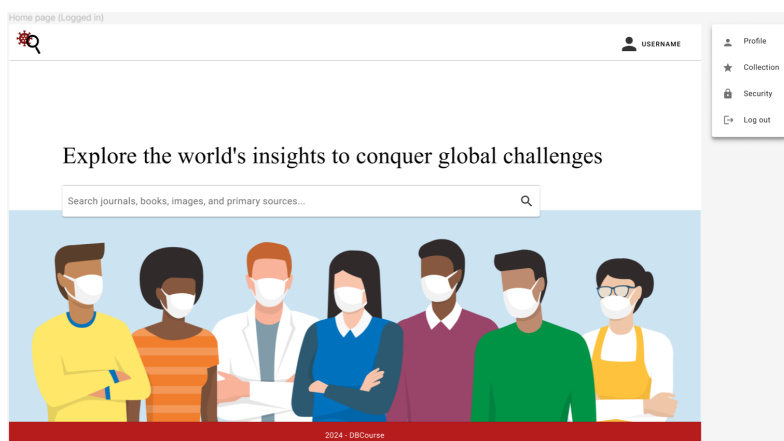 Home page (Logged in)
USERNAME
Profile
Collection
Security
Log out
Explore the world's insights to conquer global challenges
Search journals, books, images, and primary sources...
2024 - DBCourse